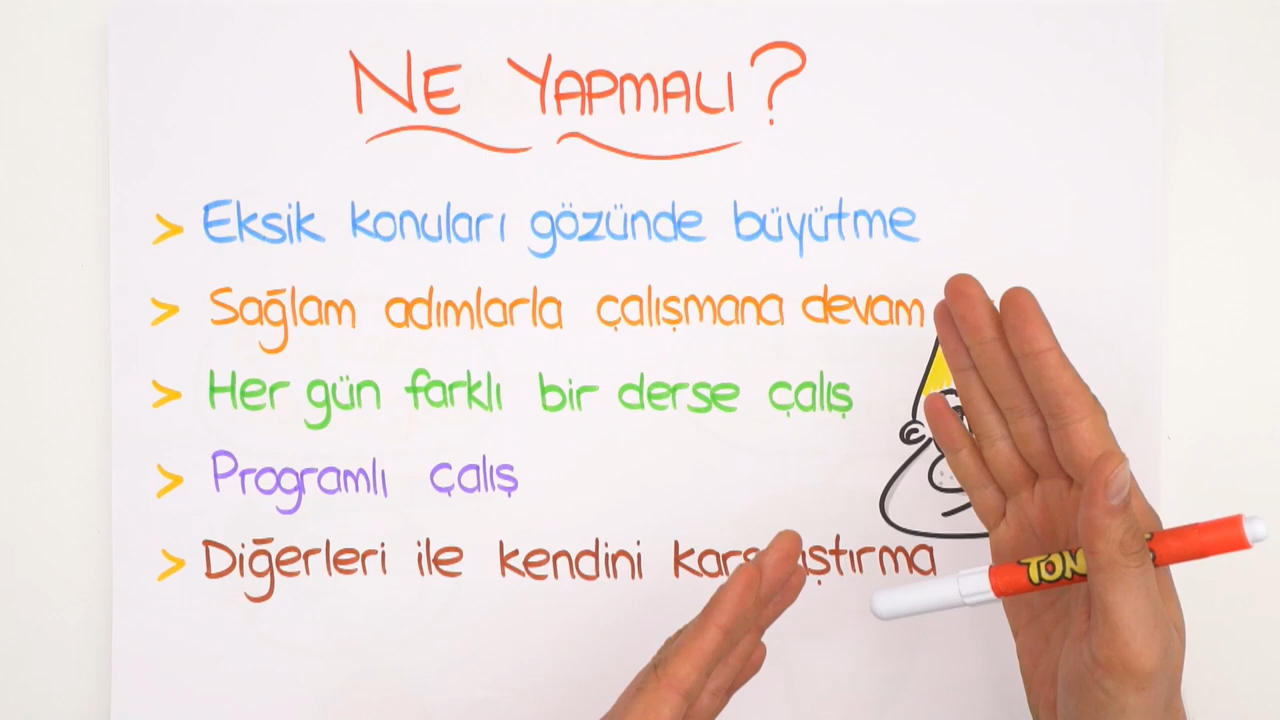 NE YAPMALI?
> Eksik konuları gözünde büyütme
> Sağlam adımlarla çalışmana devam
> Her gün farklı bir derse çalış
> Programlı çalış
> Diğerleri ile kendini